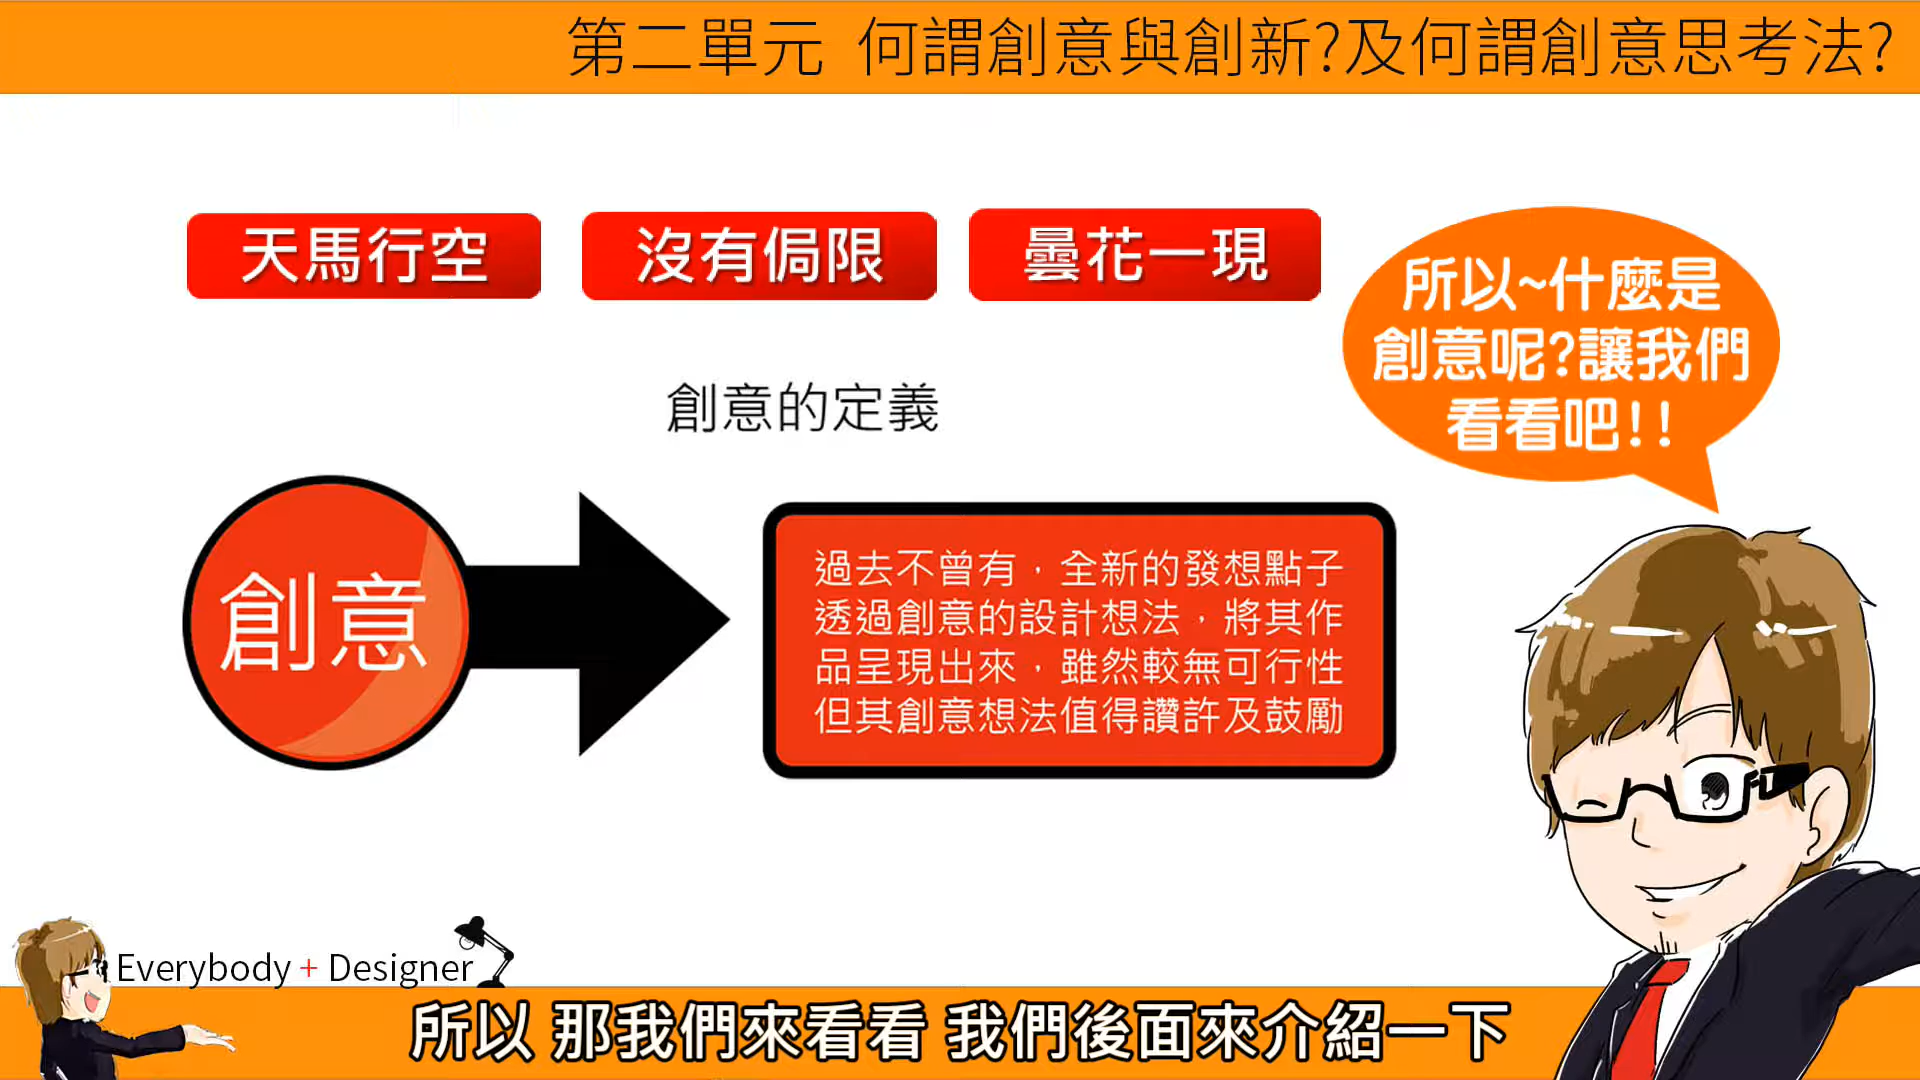 第二單元 何謂創意與創新?及何謂創意思考法?
天馬行空
沒有侷限
曇花一現
所以~什麼是
創意呢?讓我們
看看吧!!
創意的定義
創意
過去不曾有，全新的發想點子
透過創意的設計想法，將其作
品呈現出來，雖然較無可行性
但其創意想法值得讚許及鼓勵
Everybody + Designer
所以 那我們來看看 我們後面來介紹一下